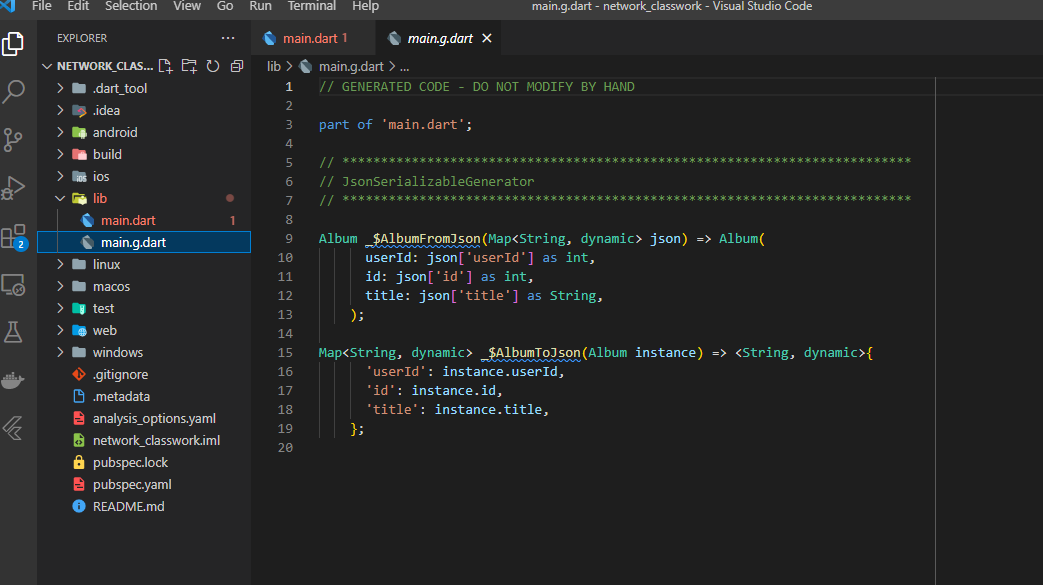 File Edit Selection View Go Run Terminal Help
main.g.dart - network_classwork - Visual Studio Code
EXPLORER
NETWORK_CLAS...
.dart_tool
.idea
android
build
ios
lib
main.dart 1
main.g.dart
linux
macos
test
web
windows
.gitignore
.metadata
analysis_options.yaml
network_classwork.iml
pubspec.lock
pubspec.yaml
README.md
2
main.dart 1
main.g.dart
lib > main.g.dart > ...
1 // GENERATED CODE - DO NOT MODIFY BY HAND
2
3 part of 'main.dart';
4
5 // **************************************************************************
6 // JsonSerializableGenerator
7 // **************************************************************************
8
9 Album _$AlbumFromJson(Map<String, dynamic> json) => Album(
10 userId: json['userId'] as int,
11 id: json['id'] as int,
12 title: json['title'] as String,
13 );
14
15 Map<String, dynamic> _$AlbumToJson(Album instance) => <String, dynamic>{
16 'userId': instance.userId,
17 'id': instance.id,
18 'title': instance.title,
19 };
20